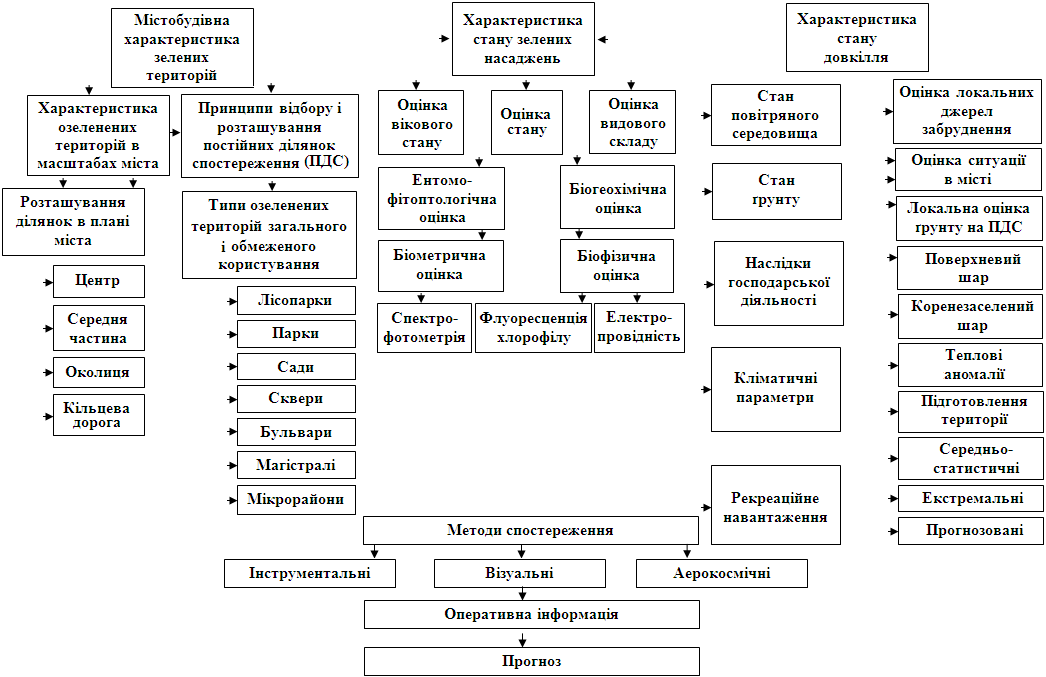 Містобудівна
характеристика
зелених
територій
Характеристика
озеленених
територій в
масштабах міста
Принципи відбору і
розташування
постійних ділянок
спостереження (ПДС)
Розташування
ділянок в плані
міста
Центр
Середня
частина
Околиця
Кільцева
дорога
Типи озеленених
територій загального
і обмеженого
користування
Лісопарки
Парки
Сади
Сквери
Бульвари
Магістралі
Мікрорайони
Характеристика
стану зелених
насаджень
Оцінка
вікового
стану
Оцінка
стану
Оцінка
видового
складу
Ентомо-
фітоптологічна
оцінка
Біогеохімічна
оцінка
Біометрична
оцінка
Біофізична
оцінка
Спектро-
фотометрія
Флуоресценція
хлорофілу
Електро-
провідність
Характеристика
стану
довкілля
Стан
повітряного
середовища
Стан
ґрунту
Наслідки
господарської
діяльності
Кліматичні
параметри
Рекреаційне
навантаження
Оцінка локальних
джерел
забруднення
Оцінка ситуації
в місті
Локальна оцінка
ґрунту на ПДС
Поверхневий
шар
Коренезаселений
шар
Теплові
аномалії
Підготовлення
території
Середньо-
статистичні
Екстремальні
Прогнозовані
Методи спостереження
Інструментальні
Візуальні
Аерокосмічні
Оперативна інформація
Прогноз